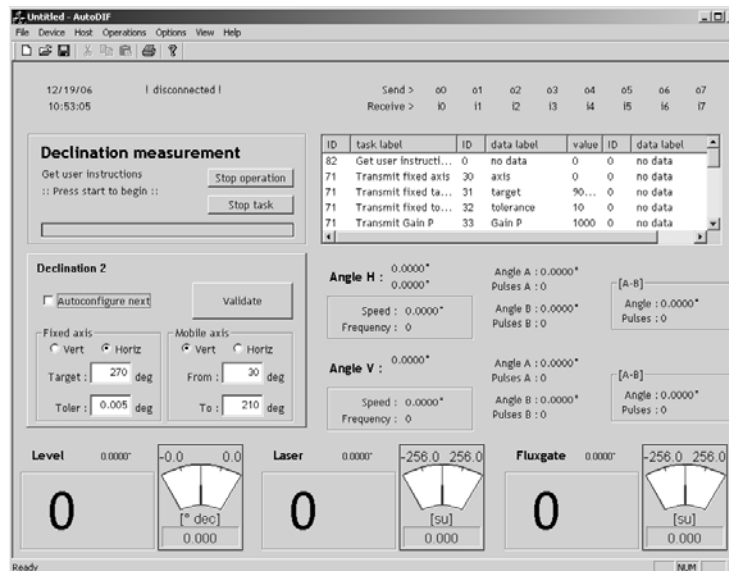 Untitled - AutoDIF
File Device Host Operations Options View Help
12/19/06 ! disconnected ! Send > o0 o1 o2 o3 o4 o5 o6 o7
10:53:05 Receive > i0 i1 i2 i3 i4 i5 i6 i7
Declination measurement
Get user instructions
:: Press start to begin ::
Stop operation
Stop task
ID task label ID data label value ID data label
82 Get user instructi... 0 no data 0 0 no data
71 Transmit fixed axis 30 axis 0 0 no data
71 Transmit fixed ta... 31 target 90... 0 no data
71 Transmit fixed to... 32 tolerance 10 0 no data
71 Transmit Gain P 33 Gain P 1000 0 no data
Declination 2
Autoconfigure next
Validate
Fixed axis
Vert Horiz
Target : 270 deg
Toler : 0.005 deg
Mobile axis
Vert Horiz
From : 30 deg
To : 210 deg
Angle H : 0.0000°
0.0000°
Speed : 0.0000°
Frequency : 0
Angle A : 0.0000°
Pulses A : 0
Angle B : 0.0000°
Pulses B : 0
[A-B]
Angle : 0.0000°
Pulses : 0
Angle V : 0.0000°
Speed : 0.0000°
Frequency : 0
Angle A : 0.0000°
Pulses A : 0
Angle B : 0.0000°
Pulses B : 0
[A-B]
Angle : 0.0000°
Pulses : 0
Level 0.0000°
0
-0.0 0.0
[° dec]
0.000
Laser 0.0000°
0
-256.0 256.0
[su]
0.000
Fluxgate 0.0000°
0
-256.0 256.0
[su]
0.000
Ready NUM